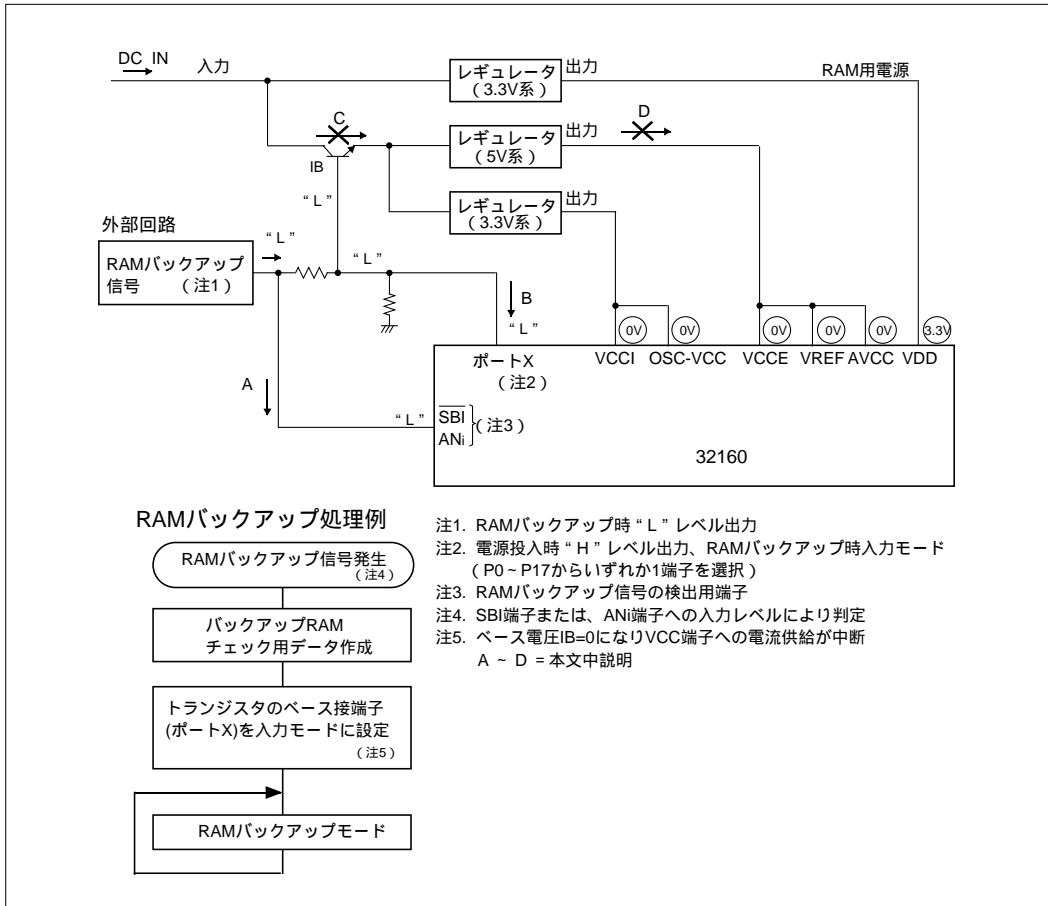 DC IN
入力
レギュレータ
（3.3V系）
出力
RAM用電源
C
IB
レギュレータ
（5V系）
出力
D
“ L ”
レギュレータ
（3.3V系）
出力
外部回路
RAMバックアップ
信号　（注1）
“ L ”
“ L ”
B
“ L ”
0V
0V
0V
0V
0V
3.3V
ポートX
（注2）
VCCI
OSC-VCC
VCCE
VREF
AVCC
VDD
A
“ L ”
SBI
ANi
（注3）
32160
RAMバックアップ処理例
RAMバックアップ信号発生
（注4）
バックアップRAM
チェック用データ作成
トランジスタのベース接端子
(ポートX)を入力モードに設定
（注5）
RAMバックアップモード
注1. RAMバックアップ時 “ L ” レベル出力
注2. 電源投入時 “ H ” レベル出力、RAMバックアップ時入力モード
（P0 ~ P17からいずれか1端子を選択）
注3. RAMバックアップ信号の検出用端子
注4. SBI端子または、ANi端子への入力レベルにより判定
注5. ベース電圧IB=0になりVCC端子への電流供給が中断
A ~ D = 本文中説明